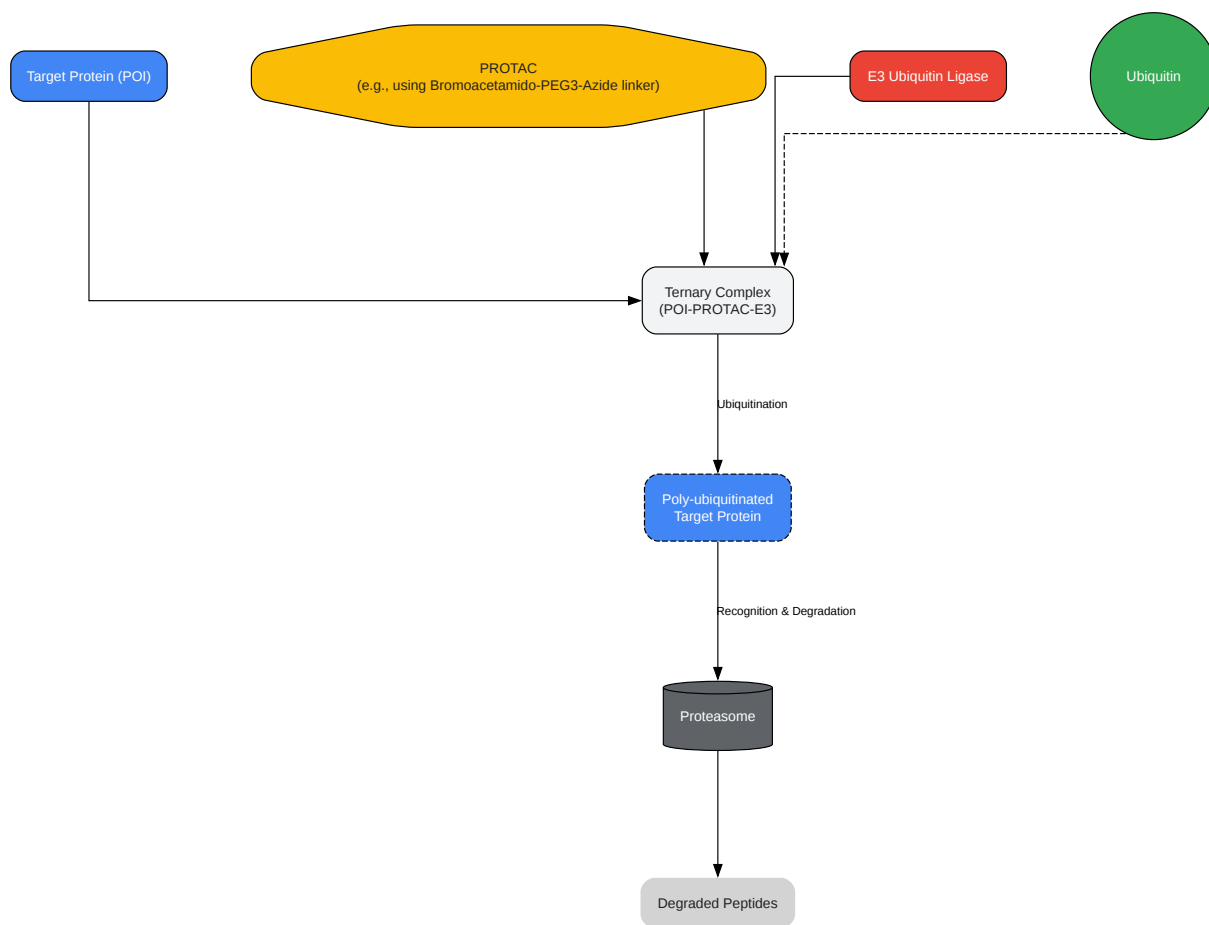 Target Protein (POI)
PROTAC
(e.g., using Bromoacetamido-PEG3-Azide linker)
E3 Ubiquitin Ligase
Ubiquitin
Ternary Complex
(POI-PROTAC-E3)
Ubiquitination
Poly-ubiquitinated
Target Protein
Recognition & Degradation
Proteasome
Degraded Peptides